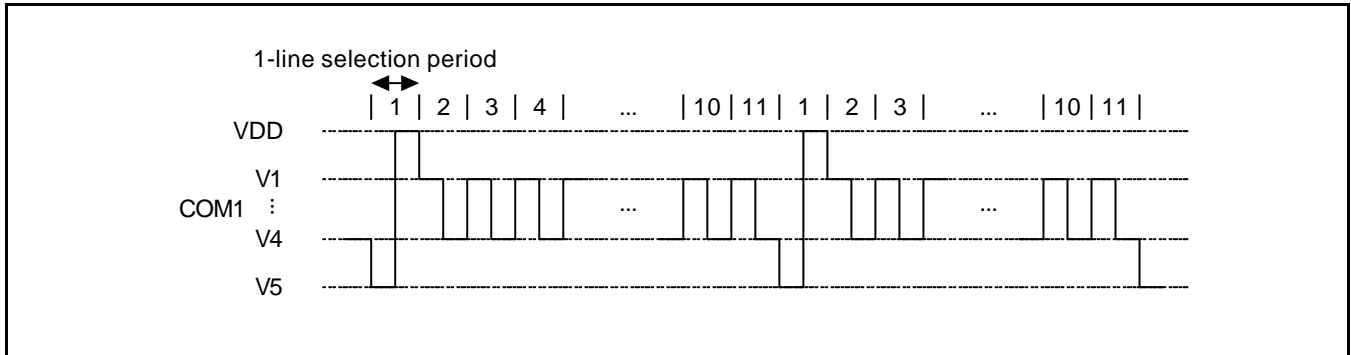 1-line selection period
| 1 | 2 | 3 | 4 | ... | 10 | 11 | 1 | 2 | 3 | ... | 10 | 11 |
VDD
V1
COM1 ⋮ ... ...
V4
V5